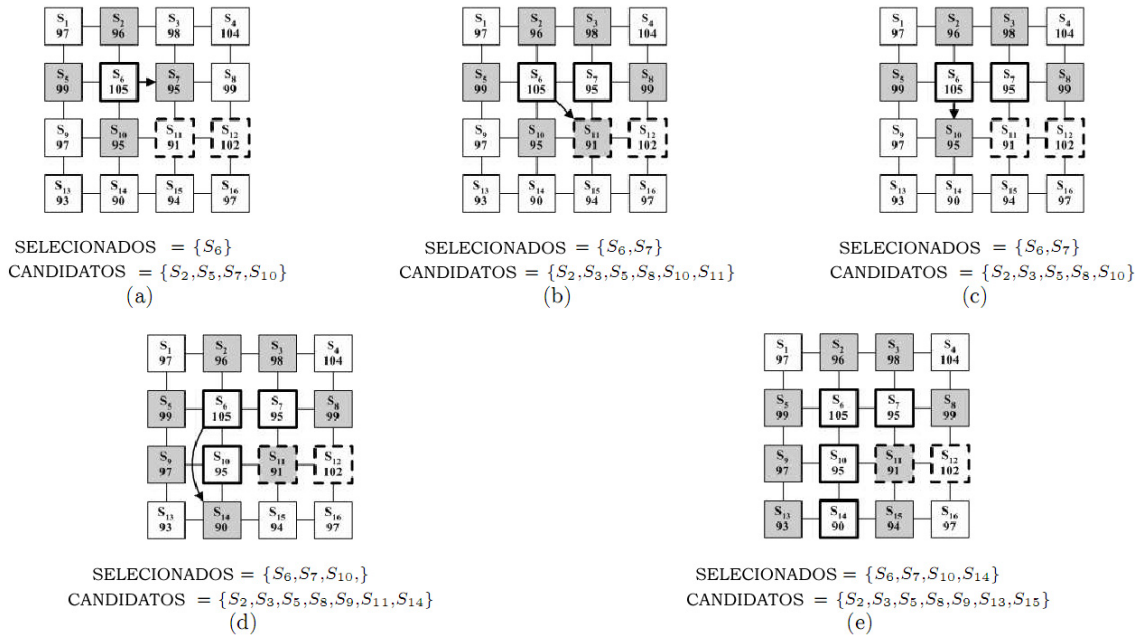 S1 S2 S3 S4
97 96 98 104
S5 S6 S7 S8
99 105 95 99
S9 S10 S11 S12
97 95 91 102
S13 S14 S15 S16
93 90 94 97
SELECIONADOS = {S6}
CANDIDATOS = {S2,S5,S7,S10}
(a)
S1 S2 S3 S4
97 96 98 104
S5 S6 S7 S8
99 105 95 99
S9 S10 S11 S12
97 95 91 102
S13 S14 S15 S16
93 90 94 97
SELECIONADOS = {S6,S7}
CANDIDATOS = {S2,S3,S5,S8,S10,S11}
(b)
S1 S2 S3 S4
97 96 98 104
S5 S6 S7 S8
99 105 95 99
S9 S10 S11 S12
97 95 91 102
S13 S14 S15 S16
93 90 94 97
SELECIONADOS = {S6,S7}
CANDIDATOS = {S2,S3,S5,S8,S10}
(c)
S1 S2 S3 S4
97 96 98 104
S5 S6 S7 S8
99 105 95 99
S9 S10 S11 S12
97 95 91 102
S13 S14 S15 S16
93 90 94 97
SELECIONADOS = {S6,S7,S10,}
CANDIDATOS = {S2,S3,S5,S8,S9,S11,S14}
(d)
S1 S2 S3 S4
97 96 98 104
S5 S6 S7 S8
99 105 95 99
S9 S10 S11 S12
97 95 91 102
S13 S14 S15 S16
93 90 94 97
SELECIONADOS = {S6,S7,S10,S14}
CANDIDATOS = {S2,S3,S5,S8,S9,S13,S15}
(e)